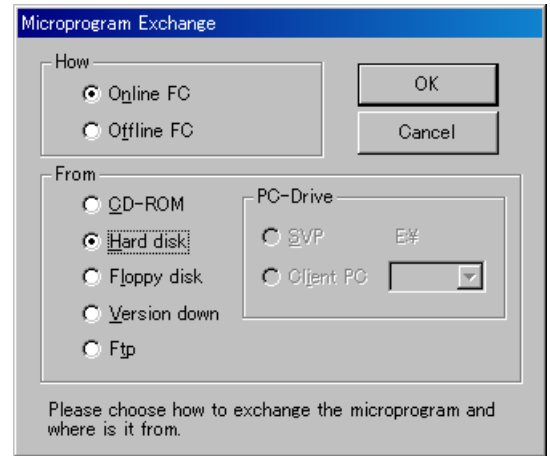 Microprogram Exchange
How
Online FC
Offline FC
OK
Cancel
From
CD-ROM
Hard disk
Floppy disk
Version down
Ftp
PC-Drive
SVP E¥
Client PC
Please choose how to exchange the microprogram and
where is it from.